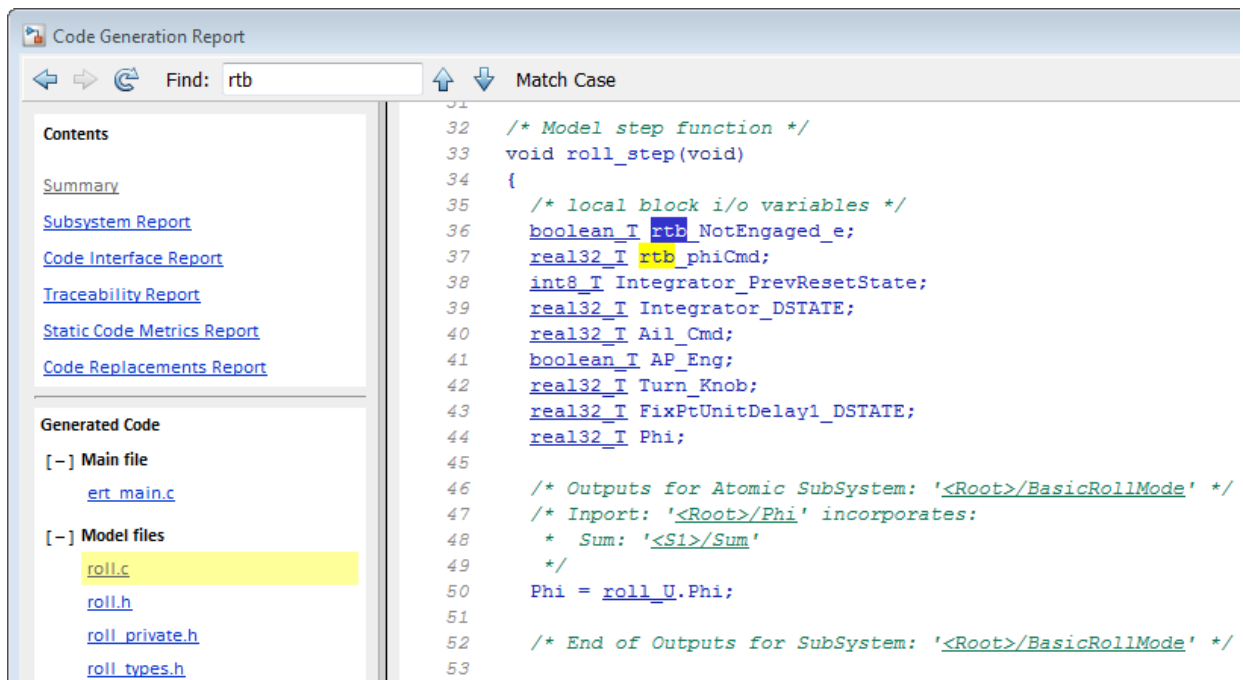 Code Generation Report
Find: rtb Match Case
Contents
Summary
Subsystem Report
Code Interface Report
Traceability Report
Static Code Metrics Report
Code Replacements Report
Generated Code
[-] Main file
ert_main.c
[-] Model files
roll.c
roll.h
roll_private.h
roll_types.h
31
32 /* Model step function */
33 void roll_step(void)
34 {
35 /* local block i/o variables */
36 boolean_T rtb_NotEngaged_e;
37 real32_T rtb_phiCmd;
38 int8_T Integrator_PrevResetState;
39 real32_T Integrator_DSTATE;
40 real32_T Ail_Cmd;
41 boolean_T AP_Eng;
42 real32_T Turn_Knob;
43 real32_T FixPtUnitDelay1_DSTATE;
44 real32_T Phi;
45
46 /* Outputs for Atomic SubSystem: '<Root>/BasicRollMode' */
47 /* Inport: '<Root>/Phi' incorporates:
48 * Sum: '<S1>/Sum'
49 */
50 Phi = roll_U.Phi;
51
52 /* End of Outputs for SubSystem: '<Root>/BasicRollMode' */
53